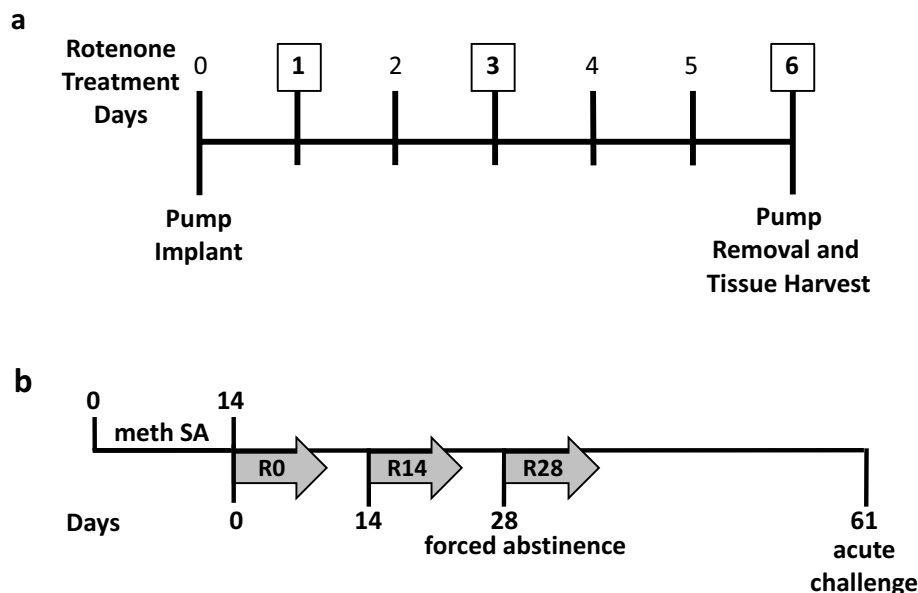 a
Rotenone
Treatment
Days
0 1 2 3 4 5 6
Pump
Implant
Pump
Removal and
Tissue Harvest
b
0 14
meth SA
R0 R14 R28
Days 0 14 28 61
forced abstinence
acute
challenge